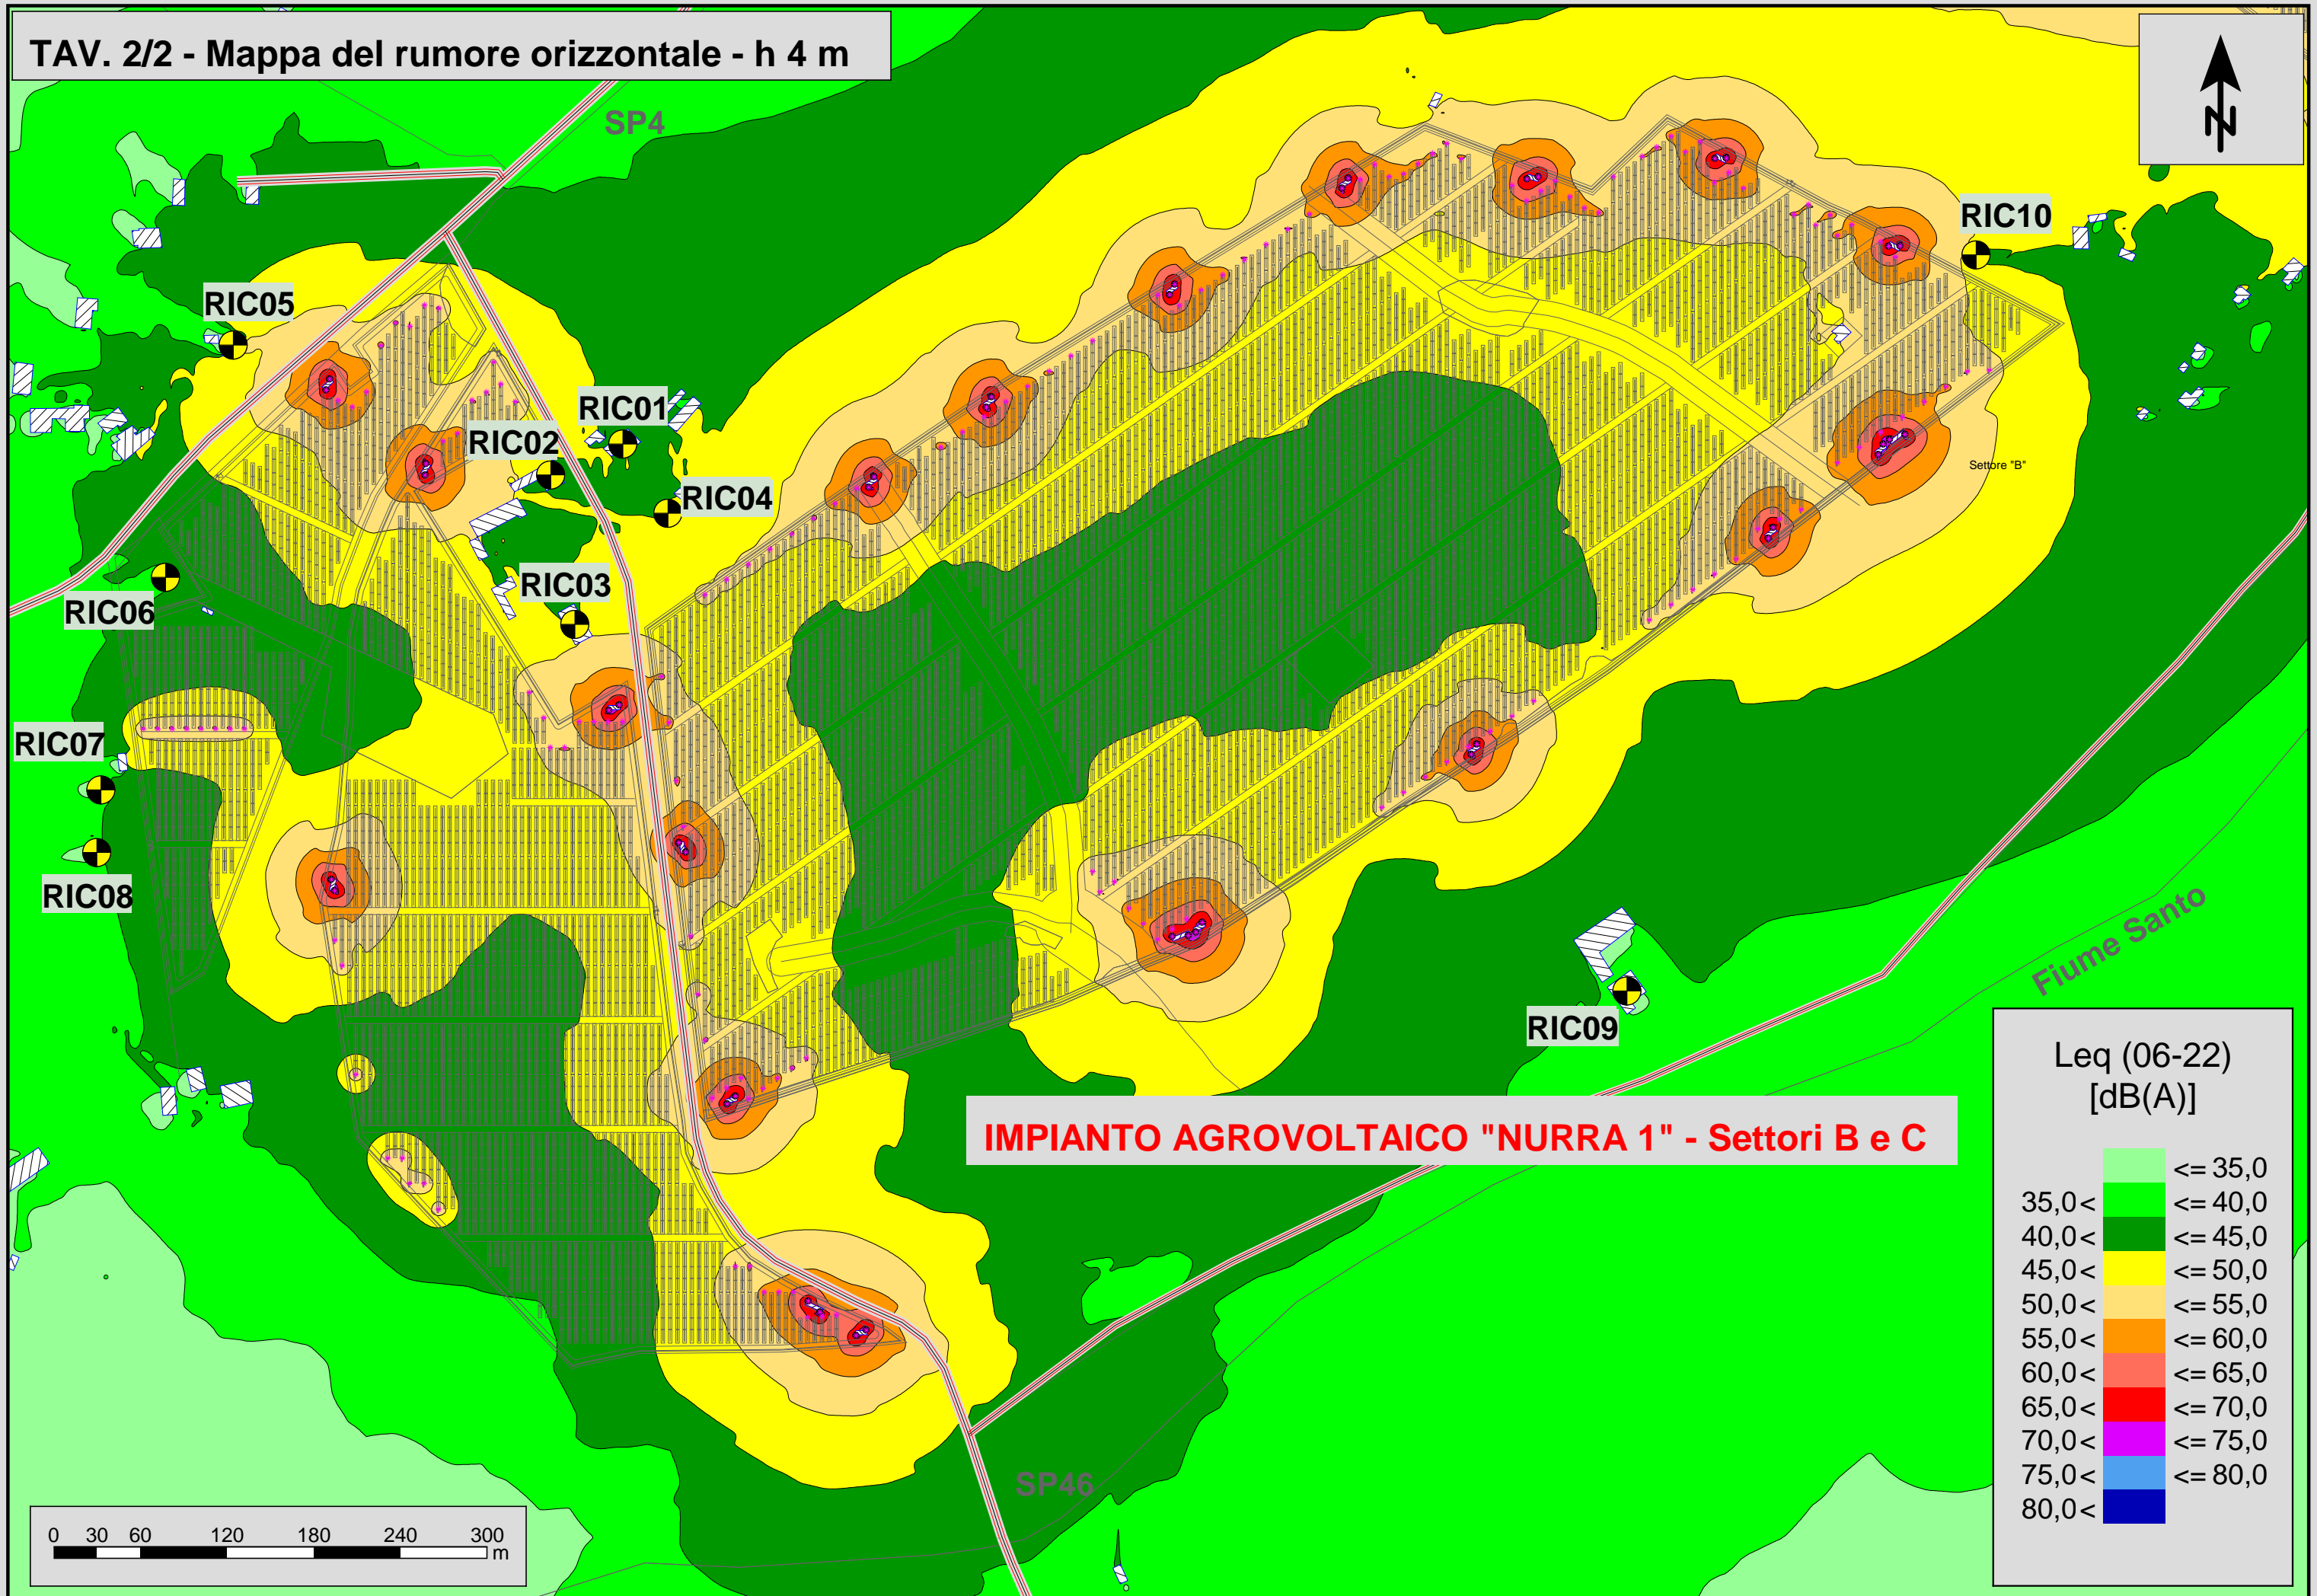 TAV. 2/2 - Mappa del rumore orizzontale - h 4 m
N
SP4
RIC10
RIC05
RIC01
RIC02
RIC04
Settore "B"
RIC03
RIC06
RIC07
RIC08
Fiume Santo
RIC09
IMPIANTO AGROVOLTAICO "NURRA 1" - Settori B e C
SP46
Leq (06-22)
[dB(A)]
<= 35,0
35,0 < <= 40,0
40,0 < <= 45,0
45,0 < <= 50,0
50,0 < <= 55,0
55,0 < <= 60,0
60,0 < <= 65,0
65,0 < <= 70,0
70,0 < <= 75,0
75,0 < <= 80,0
80,0 <
0 30 60 120 180 240 300
m